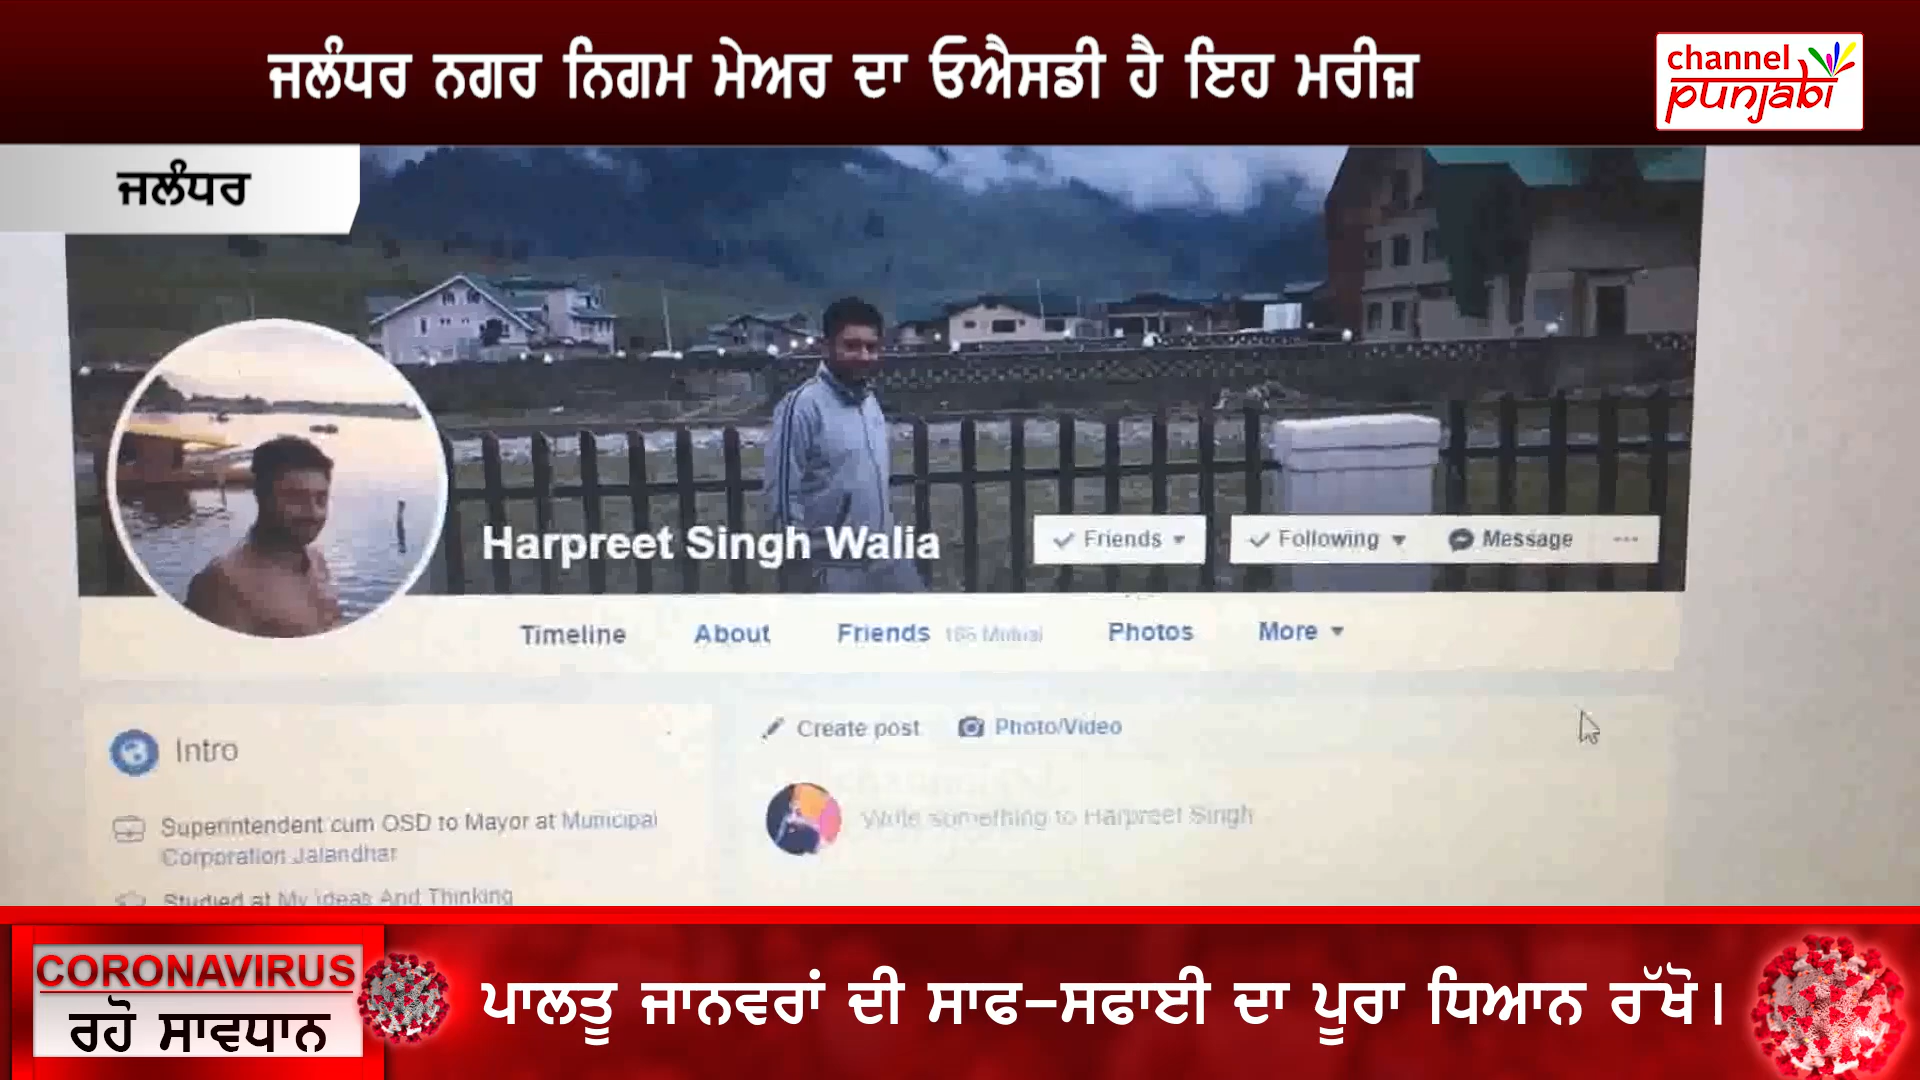 ਜਲੰਧਰ ਨਗਰ ਨਿਗਮ ਮੇਅਰ ਦਾ ਓਐਸਡੀ ਹੈ ਇਹ ਮਰੀਜ਼
channel
punjabi
ਜਲੰਧਰ
Harpreet Singh Walia
Friends
Following
Message
Timeline
About
Friends 165 Mutual
Photos
More
Intro
Create post
Photo/Video
Superintendent cum OSD to Mayor at Municipal
Corporation Jalandhar
Write something to Harpreet Singh
Studied at My Ideas And Thinking
CORONAVIRUS
ਰਹੋ ਸਾਵਧਾਨ
ਪਾਲਤੂ ਜਾਨਵਰਾਂ ਦੀ ਸਾਫ-ਸਫਾਈ ਦਾ ਪੂਰਾ ਧਿਆਨ ਰੱਖੋ।